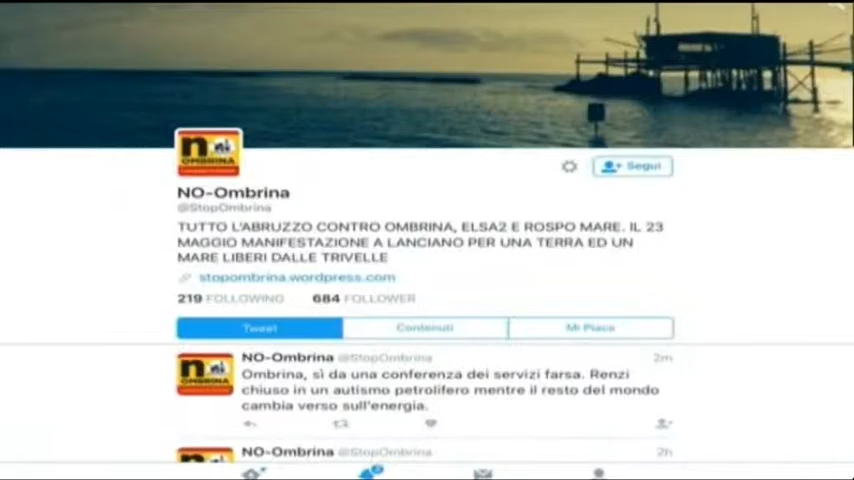 n
OMBRINA
Segui
NO-Ombrina
@StopOmbrina
TUTTO L'ABRUZZO CONTRO OMBRINA, ELSA2 E ROSPO MARE. IL 23
MAGGIO MANIFESTAZIONE A LANCIANO PER UNA TERRA ED UN
MARE LIBERI DALLE TRIVELLE
stopombrina.wordpress.com
219 FOLLOWING 684 FOLLOWER
Tweet Contenuti Mi Piace
NO-Ombrina @StopOmbrina 2m
OMBRINA
Ombrina, sì da una conferenza dei servizi farsa. Renzi
chiuso in un autismo petrolifero mentre il resto del mondo
cambia verso sull'energia.
NO-Ombrina @StopOmbrina 2h